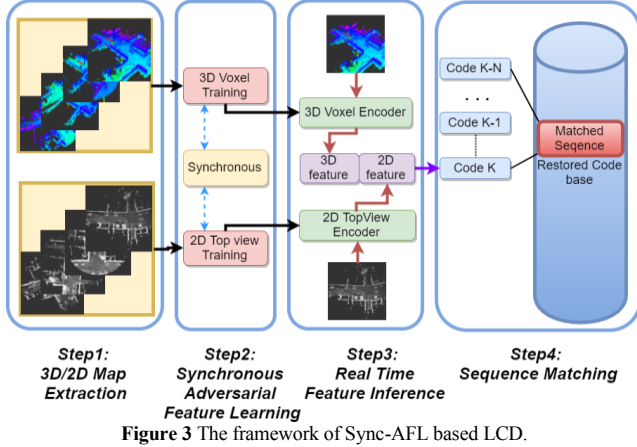 3D Voxel
Training
Synchronous
2D Top view
Training
3D Voxel Encoder
3D
feature
2D
feature
2D TopView
Encoder
Code K-N
. . .
Code K-1
Code K
Matched
Seqence
Restored Code
base
Step1:
3D/2D Map
Extraction
Step2:
Synchronous
Adversarial
Feature Learning
Step3:
Real Time
Feature Inference
Step4:
Sequence Matching
Figure 3 The framework of Sync-AFL based LCD.